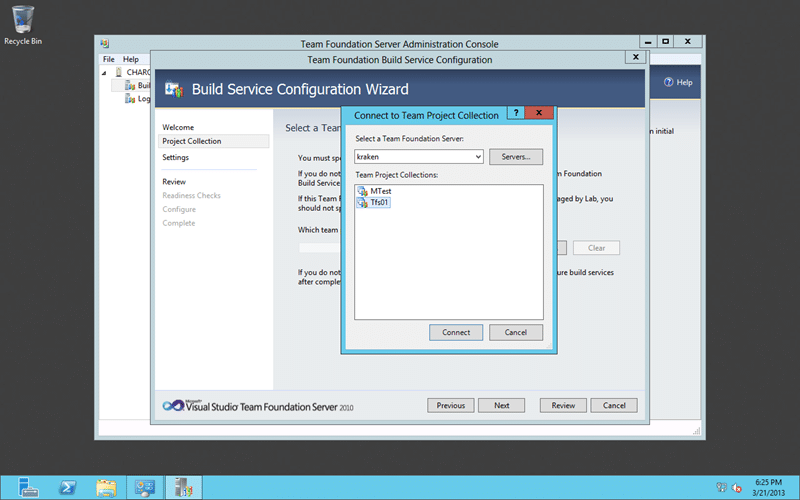 Recycle Bin
Team Foundation Server Administration Console
File Help
CHARG
Buil
Log
Help
n initial
Team Foundation Build Service Configuration
Build Service Configuration Wizard
Welcome
Project Collection
Settings
Review
Readiness Checks
Configure
Complete
Select a Team
You must spe
If you do not
Foundation
Build Service
If this Team F
aged by Lab, you
should not sp
Which team
Clear
If you do not
ure build services
after complet
Connect to Team Project Collection
Select a Team Foundation Server:
kraken
Servers...
Team Project Collections:
MTest
Tfs01
Connect
Cancel
Microsoft
Visual Studio Team Foundation Server 2010
Previous
Next
Review
Cancel
6:25 PM
3/21/2013